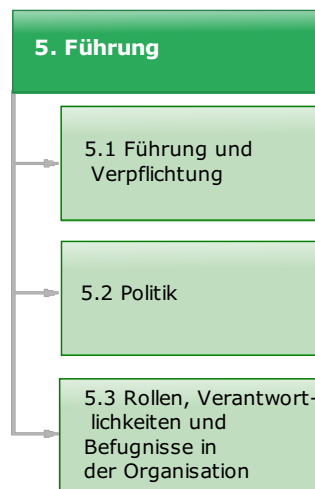 5. Führung
5.1 Führung und
Verpflichtung
5.2 Politik
5.3 Rollen, Verantwort-
lichkeiten und
Befugnisse in
der Organisation